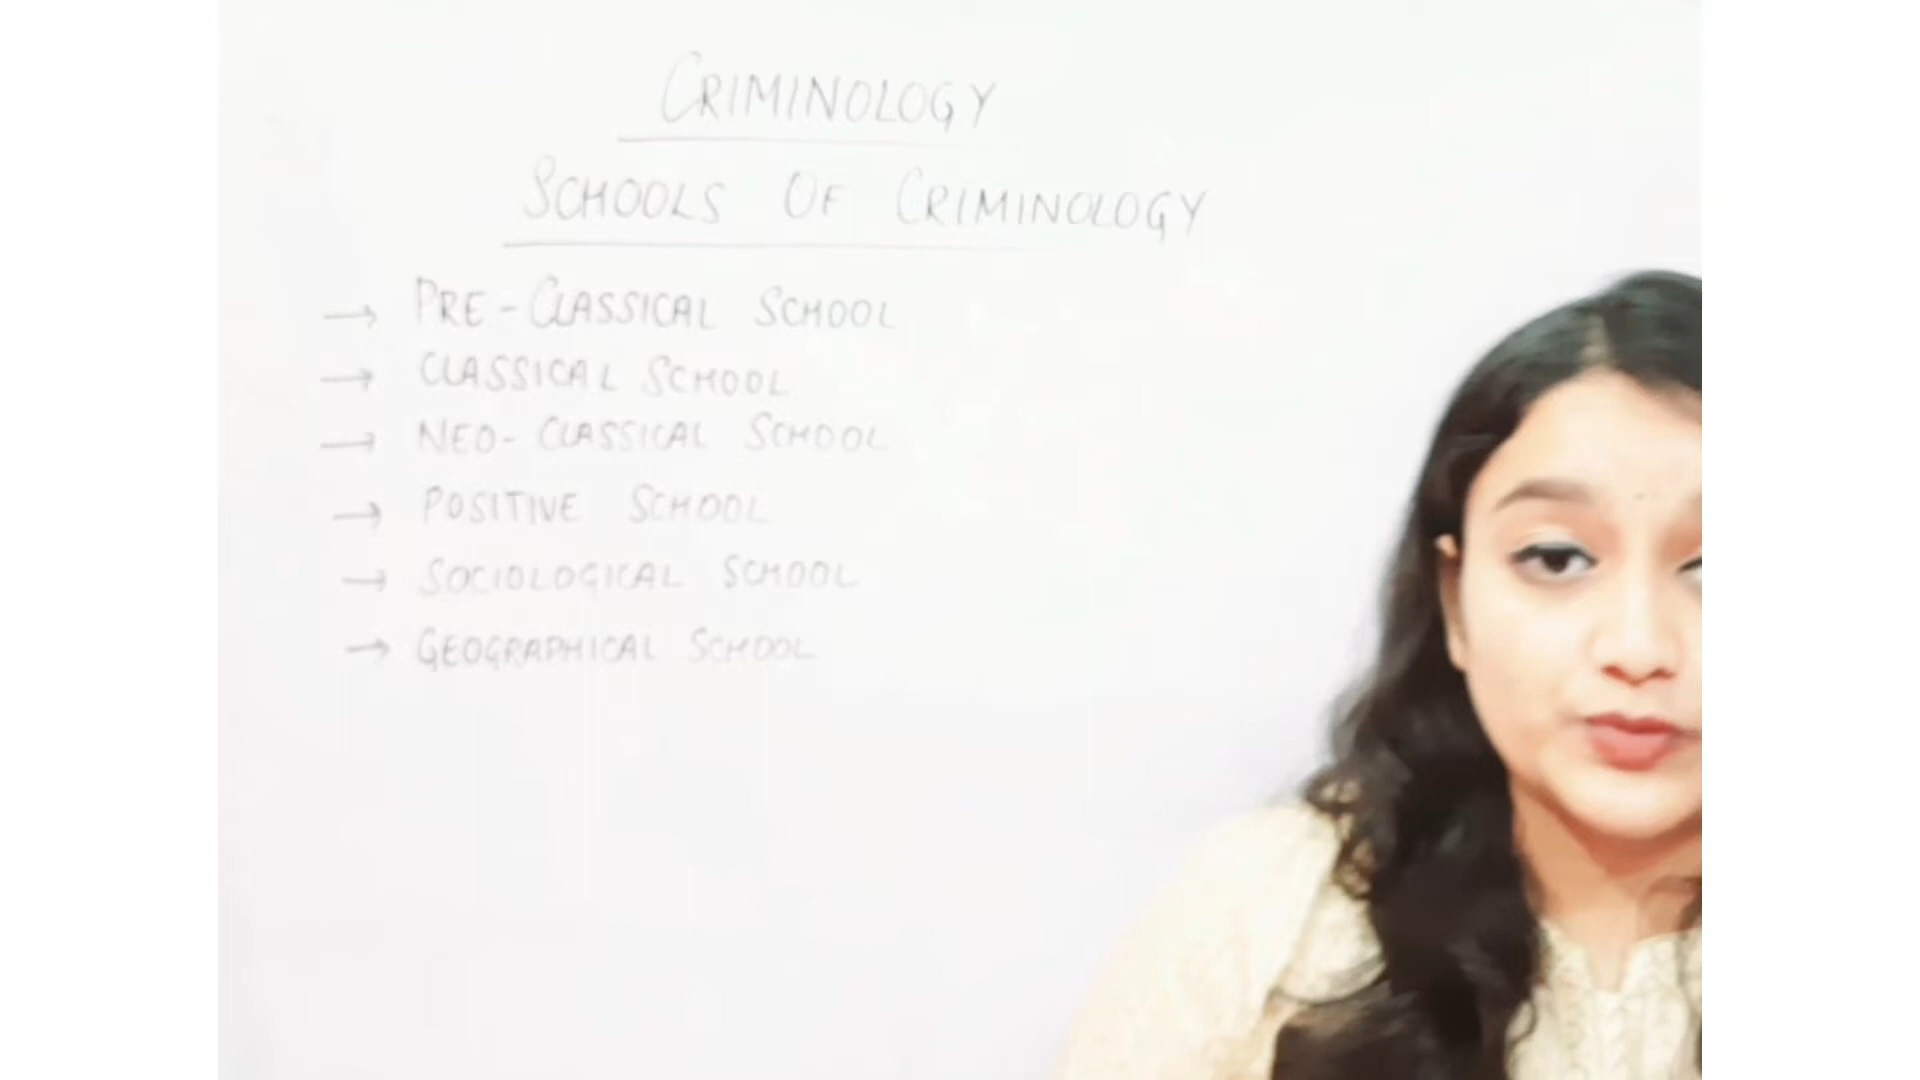 CRIMINOLOGY
SCHOOLS OF CRIMINOLOGY
→ PRE-CLASSICAL SCHOOL
→ CLASSICAL SCHOOL
→ NEO-CLASSICAL SCHOOL
→ POSITIVE SCHOOL
→ SOCIOLOGICAL SCHOOL
→ GEOGRAPHICAL SCHOOL